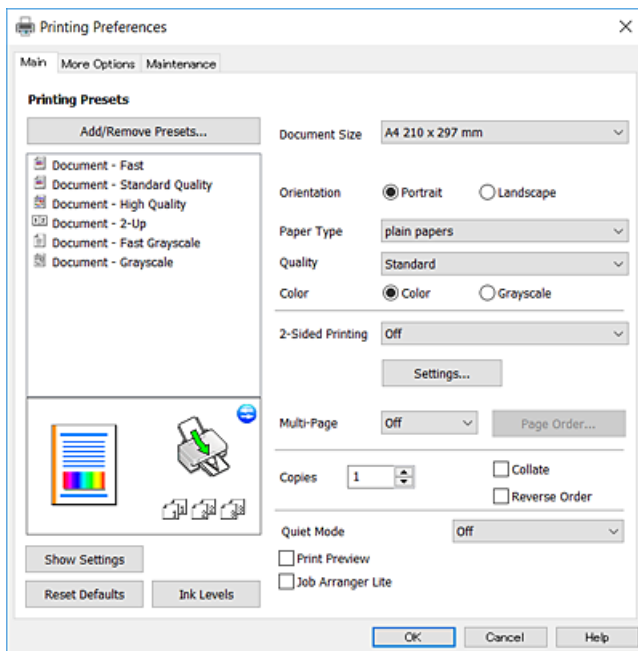 Printing Preferences
Main More Options Maintenance
Printing Presets
Add/Remove Presets...
Document - Fast
Document - Standard Quality
Document - High Quality
Document - 2-Up
Document - Fast Grayscale
Document - Grayscale
Show Settings
Reset Defaults Ink Levels
Document Size A4 210 x 297 mm
Orientation Portrait Landscape
Paper Type plain papers
Quality Standard
Color Color Grayscale
2-Sided Printing Off
Settings...
Multi-Page Off Page Order...
Copies 1 Collate
Reverse Order
Quiet Mode Off
Print Preview
Job Arranger Lite
OK Cancel Help